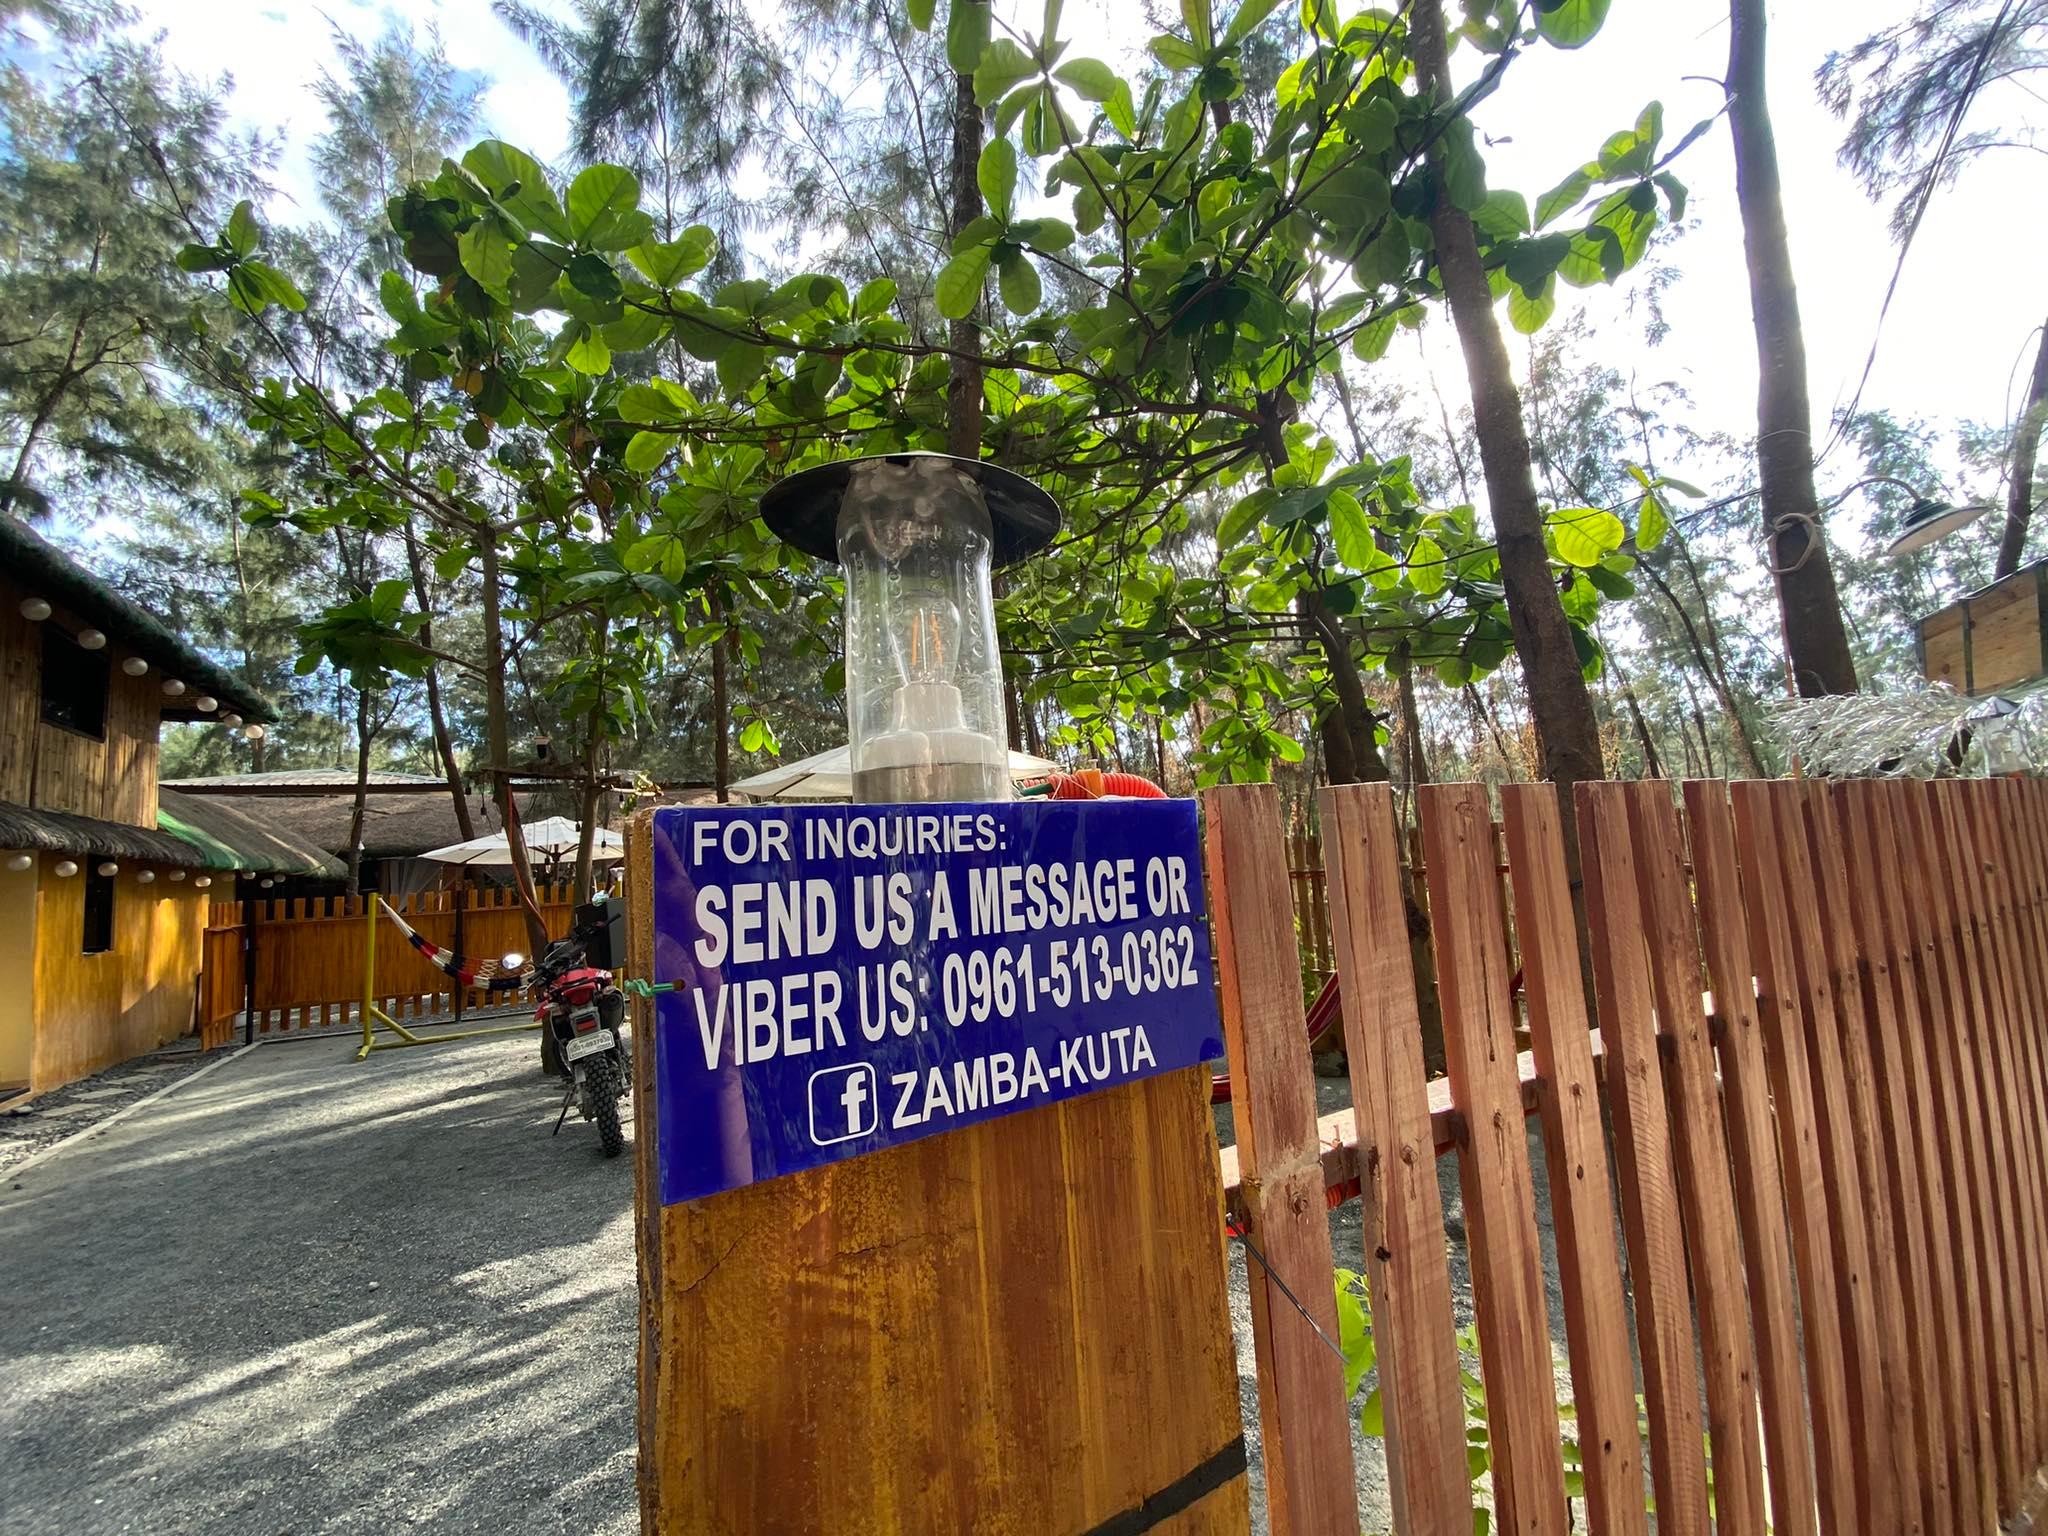 FOR INQUIRIES:
SEND US A MESSAGE OR
VIBER US: 0961-513-0362
f ZAMBA-KUTA